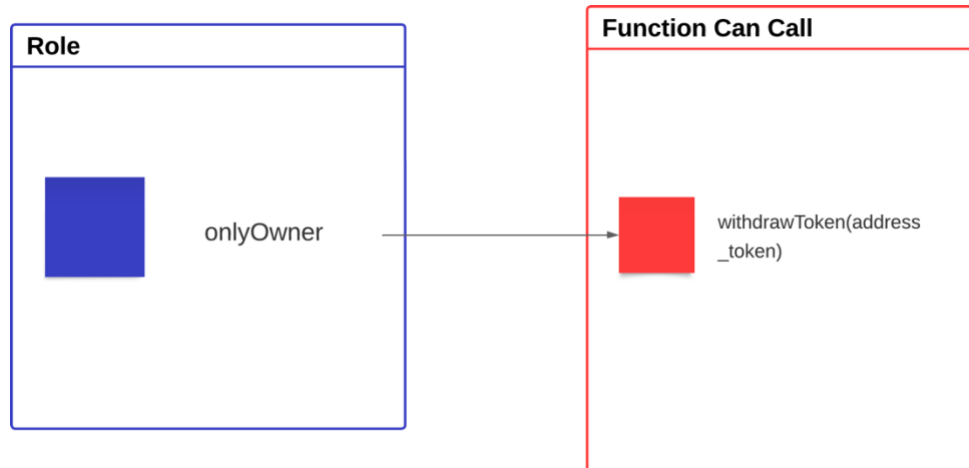 Role
Function Can Call
onlyOwner
withdrawToken(address
_token)